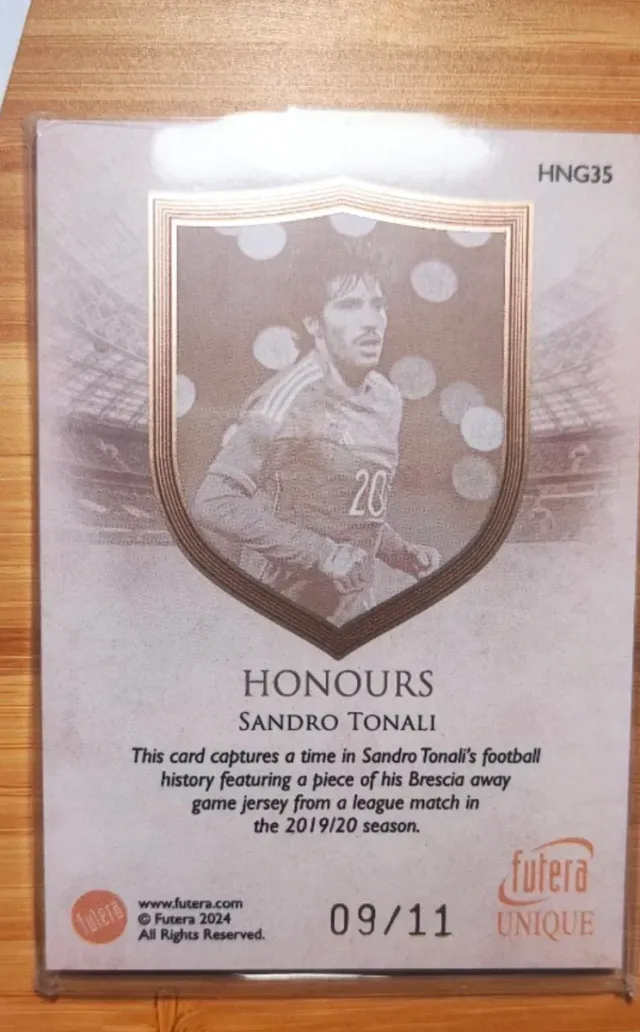 HNG35
20
HONOURS
SANDRO TONALI
This card captures a time in Sandro Tonali's football
history featuring a piece of his Brescia away
game jersey from a league match in
the 2019/20 season.
futera
www.futera.com
© Futera 2024
All Rights Reserved.
09/11
futera
UNIQUE